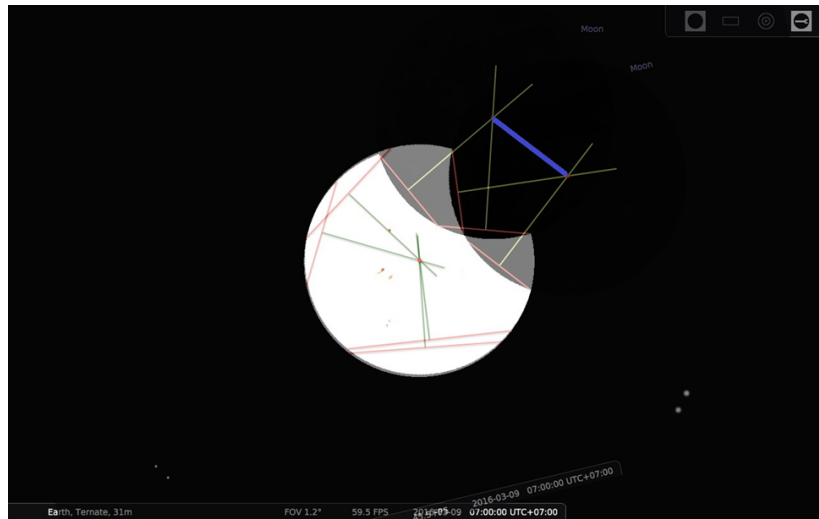 Moon
Moon
2016-03-09 07:00:00 UTC+07:00
Earth, Ternate, 31m FOV 1.2° 59.5 FPS 07:00:00 UTC+07:00